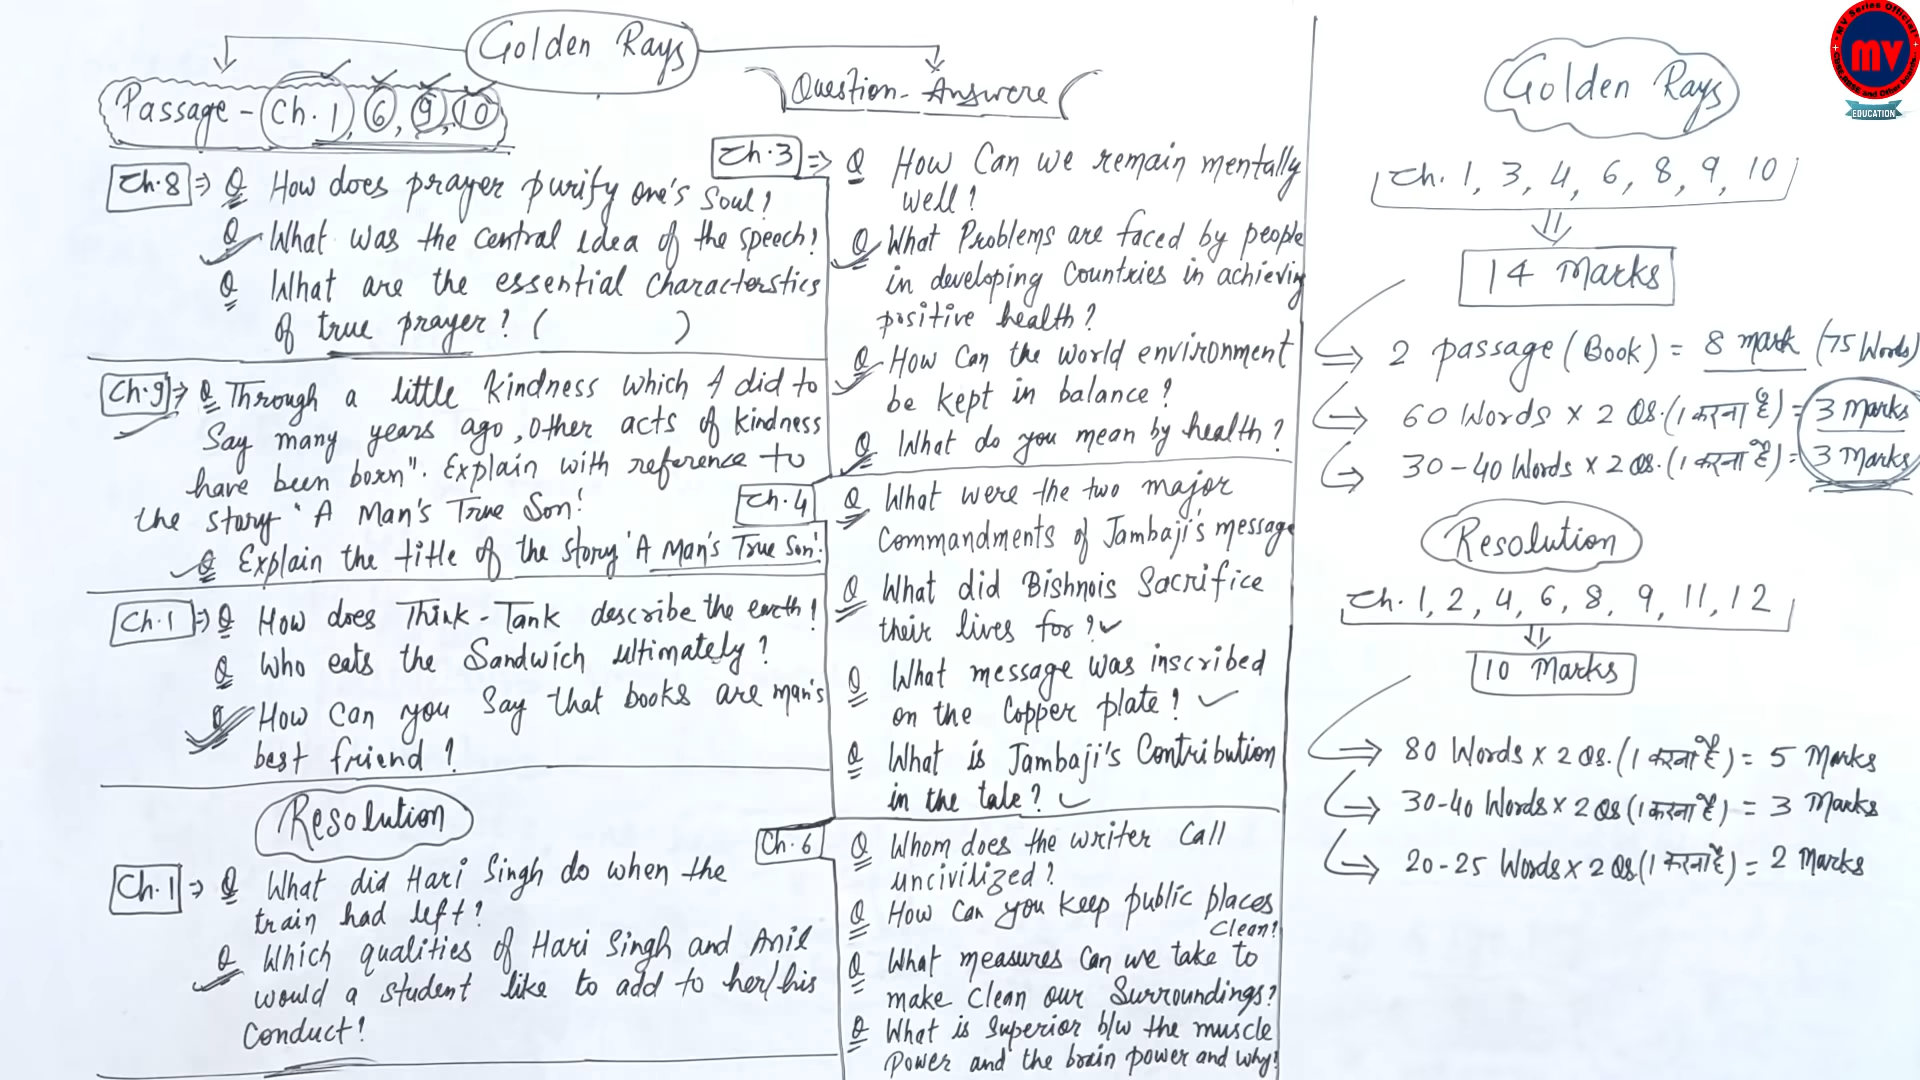 Golden Rays
Passage - Ch. 1, 6, 9, 10
Ch. 8 ⇒ Q How does prayer purify one's soul?
Q What was the central idea of the speech?
Q What are the essential characterstics
of true prayer? ( )
Ch. 9 ⇒ Q Through a little kindness which I did to
Say many years ago, other acts of kindness
have been born". Explain with reference to
the story "A Man's True Son'.
Q Explain the title of the story 'A Man's True Son'.
Ch. 1 ⇒ Q How does Think-Tank describe the earth?
Q Who eats the Sandwich ultimately?
Q How can you say that books are man's
best friend?
Resolution
Ch. 1 ⇒ Q What did Hari Singh do when the
train had left?
Q Which qualities of Hari Singh and Anil
would a student like to add to her/his
Conduct?
Question-Answere
Ch. 3 ⇒ Q How Can we remain mentally
well?
Q What Problems are faced by people
in developing Countries in achieving
positive health?
Q How Can the world environment
be kept in balance?
Q What do you mean by health?
Ch. 4 Q What were the two major
Commandments of Jambaji's message
Q What did Bishnois Sacrifice
their lives for?
Q What message was inscribed
on the Copper plate?
Q What is Jambaji's Contribution
in the tale?
Ch. 6 Q Whom does the writer Call
uncivilized?
Q How Can you keep public places
Clean?
Q What measures Can we take to
make Clean our Surroundings?
Q What is Superior b/w the muscle
Power and the brain power and why?
Golden Rays
Ch. 1, 3, 4, 6, 8, 9, 10
14 Marks
2 passage (Book) = 8 mark (75 Words)
60 Words × 2 Qs. (1 करना है) = 3 Marks
30-40 Words × 2 Qs. (1 करना है) = 3 Marks
Resolution
Ch. 1, 2, 4, 6, 8, 9, 11, 12
10 Marks
80 Words × 2 Qs. (1 करना है) = 5 Marks
30-40 Words × 2 Qs (1 करना है) = 3 Marks
20-25 Words × 2 Qs (1 करना है) = 2 Marks
MV Series Official
MV
EDUCATION